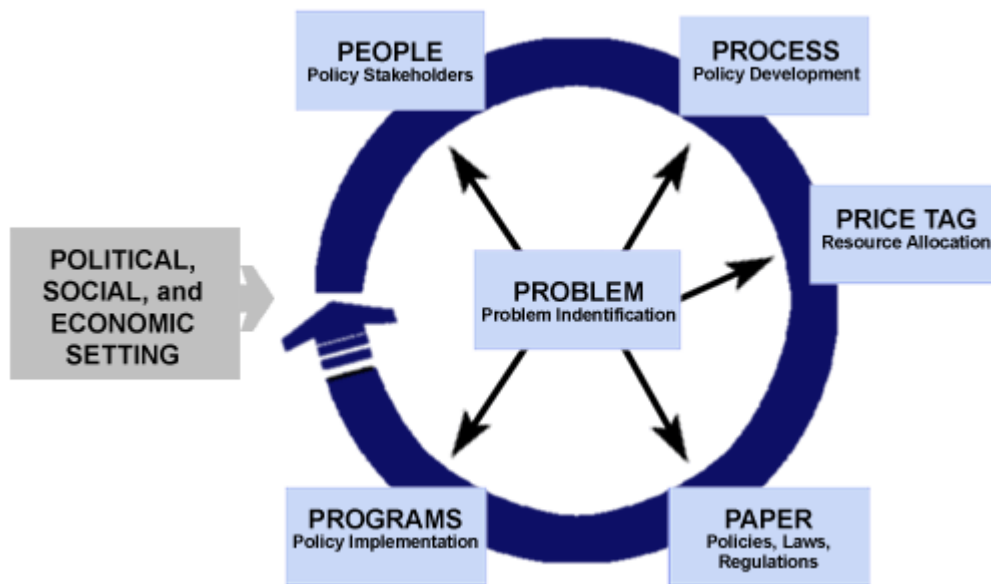 PEOPLE
Policy Stakeholders
PROCESS
Policy Development
PRICE TAG
Resource Allocation
POLITICAL,
SOCIAL, and
ECONOMIC
SETTING
PROBLEM
Problem Indentification
PROGRAMS
Policy Implementation
PAPER
Policies, Laws,
Regulations